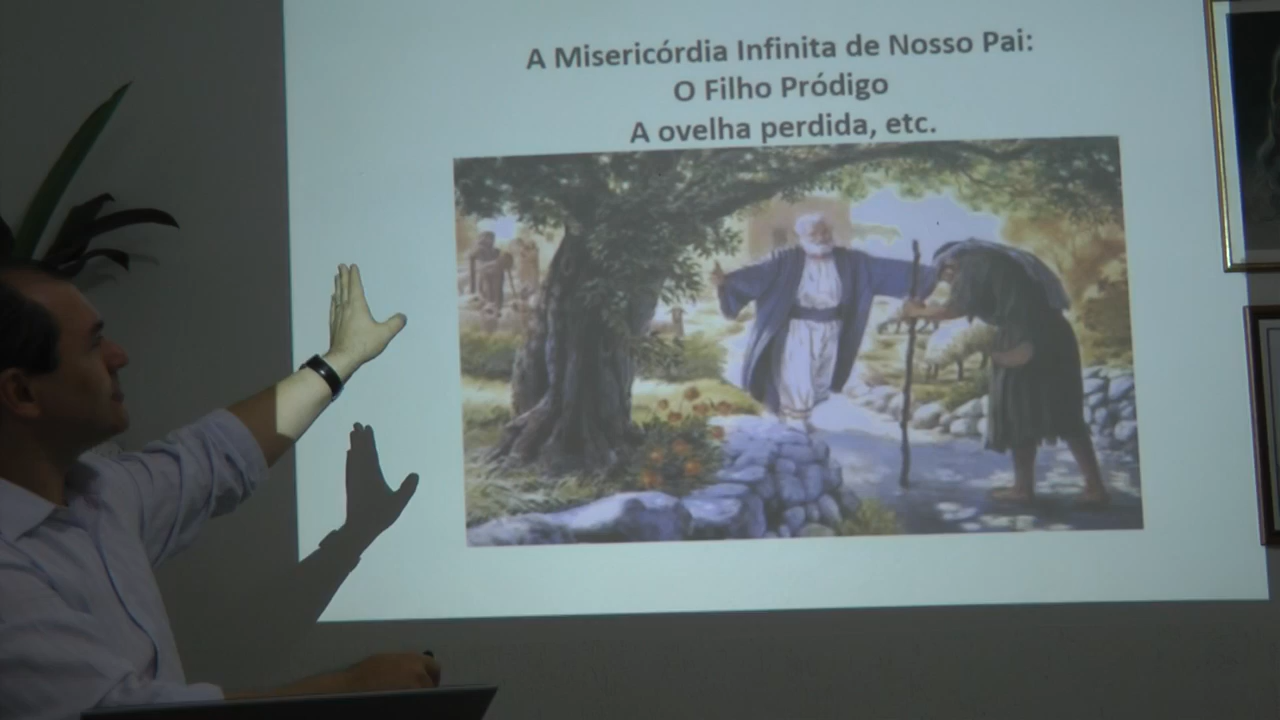 A Misericórdia Infinita de Nosso Pai:
O Filho Pródigo
A ovelha perdida, etc.